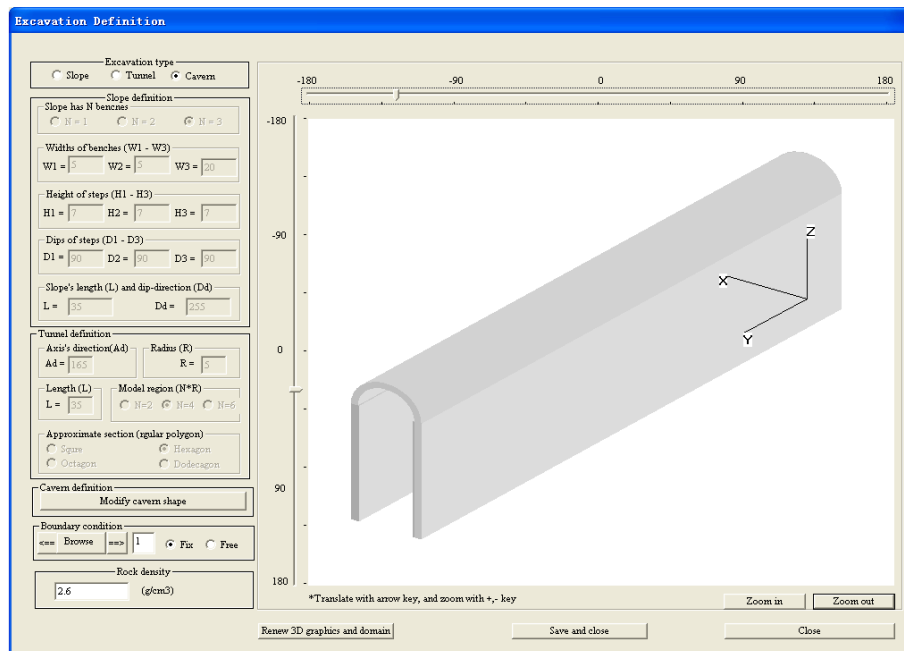 Excavation Definition
Excavation type
Slope Tunnel Cavern
Slope definition
Slope has N benches
N = 1 N = 2 N = 3
Widths of benches (W1 - W3)
W1 = 5 W2 = 5 W3 = 20
Height of steps (H1 - H3)
H1 = 7 H2 = 7 H3 = 7
Dips of steps (D1 - D3)
D1 = 90 D2 = 90 D3 = 90
Slope's length (L) and dip-direction (Dd)
L = 35 Dd = 255
Tunnel definition
Axis's direction(Ad) Radius (R)
Ad = 165 R = 5
Length (L) Model region (N*R)
L = 35 N=2 N=4 N=6
Approximate section (rgular polygon)
Squre Hexagon
Octagon Dodecagon
Cavern definition
Modify cavern shape
Boundary condition
<== Browse ==> 1 Fix Free
Rock density
2.6 (g/cm3)
-180 -90 0 90 180
-180
-90
0
90
180
Z
X
Y
*Translate with arrow key, and zoom with +,- key
Zoom in Zoom out
Renew 3D graphics and domain Save and close Close